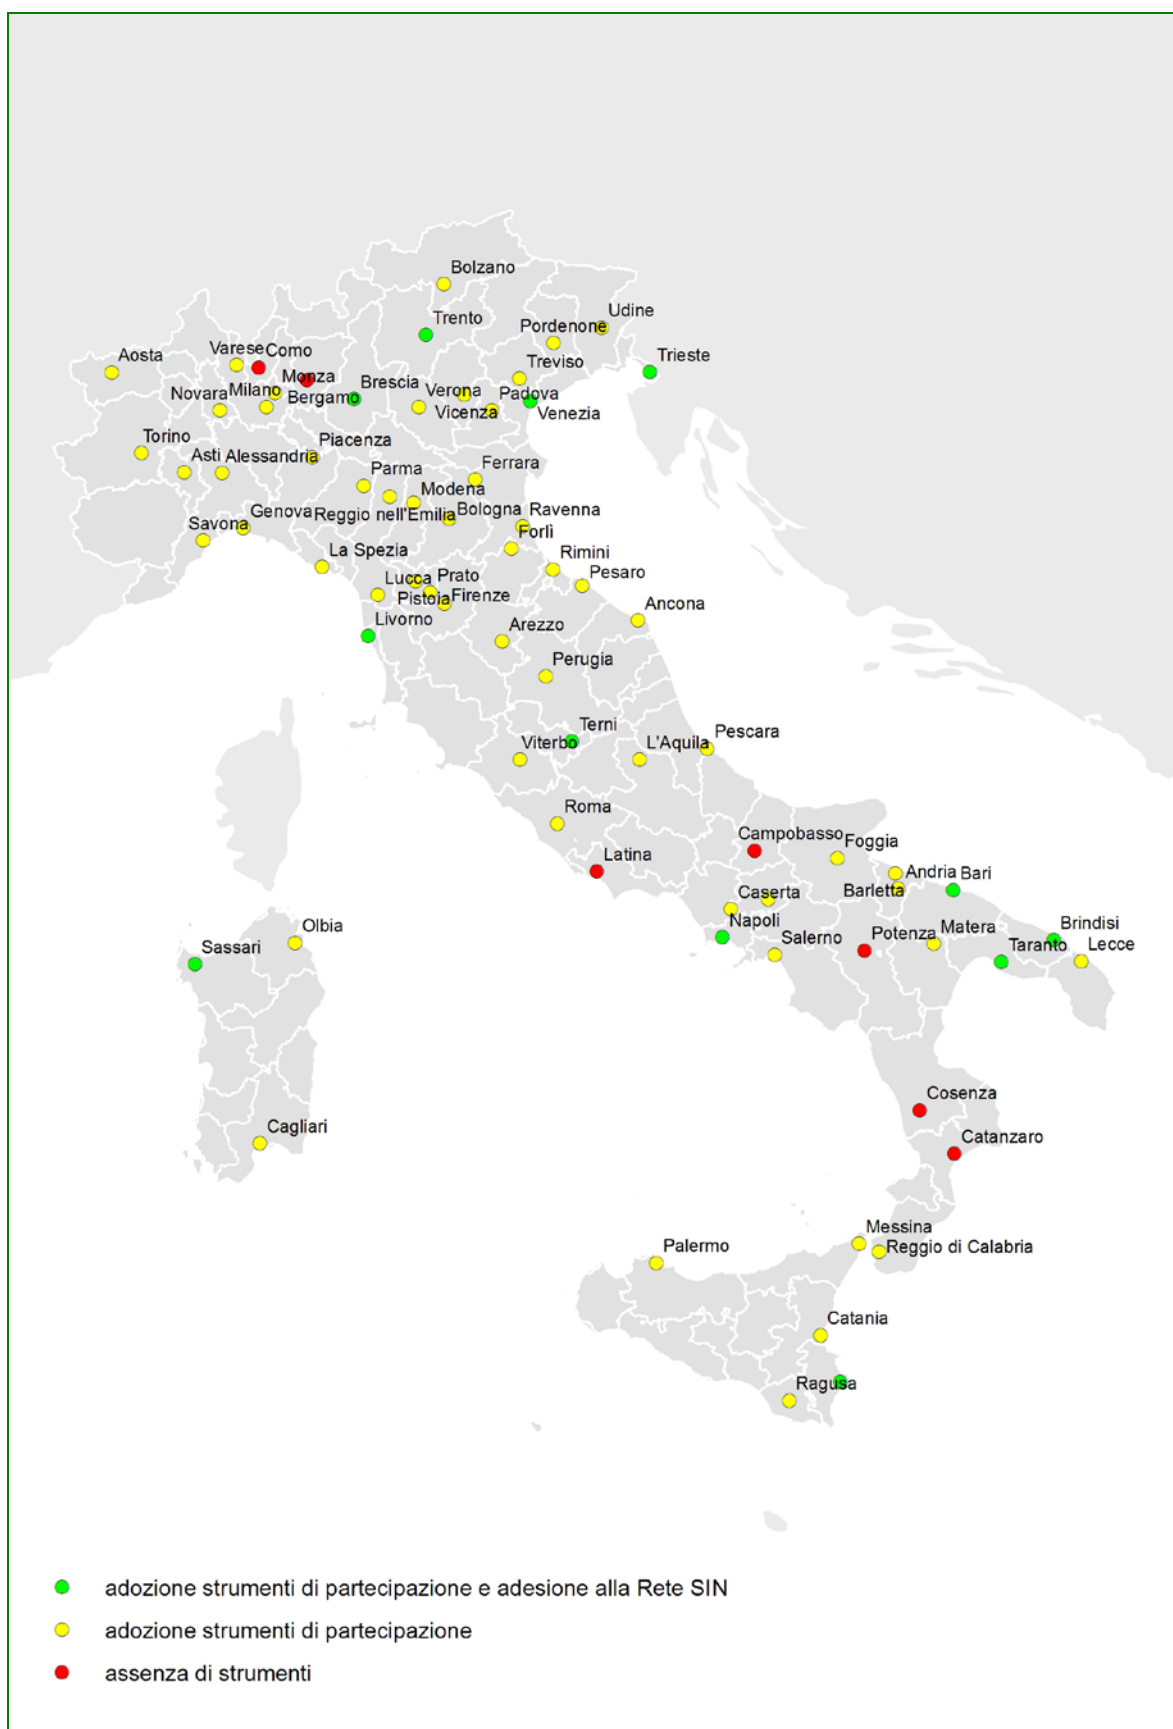 Bolzano
Udine
Trento
Pordenone
Trieste
Aosta
Varese
Como
Treviso
Monza
Brescia
Verona
Padova
Novara
Milano
Bergamo
Vicenza
Venezia
Torino
Piacenza
Asti
Alessandria
Ferrara
Parma
Modena
Genova
Reggio nell'Emilia
Bologna
Ravenna
Savona
Forlì
La Spezia
Rimini
Lucca
Prato
Pesaro
Pistoia
Firenze
Ancona
Livorno
Arezzo
Perugia
Terni
Pescara
Viterbo
L'Aquila
Roma
Campobasso
Foggia
Latina
Andria
Bari
Caserta
Barletta
Napoli
Salerno
Potenza
Matera
Brindisi
Taranto
Lecce
Olbia
Sassari
Cosenza
Cagliari
Catanzaro
Messina
Palermo
Reggio di Calabria
Catania
Ragusa
adozione strumenti di partecipazione e adesione alla Rete SIN
adozione strumenti di partecipazione
assenza di strumenti